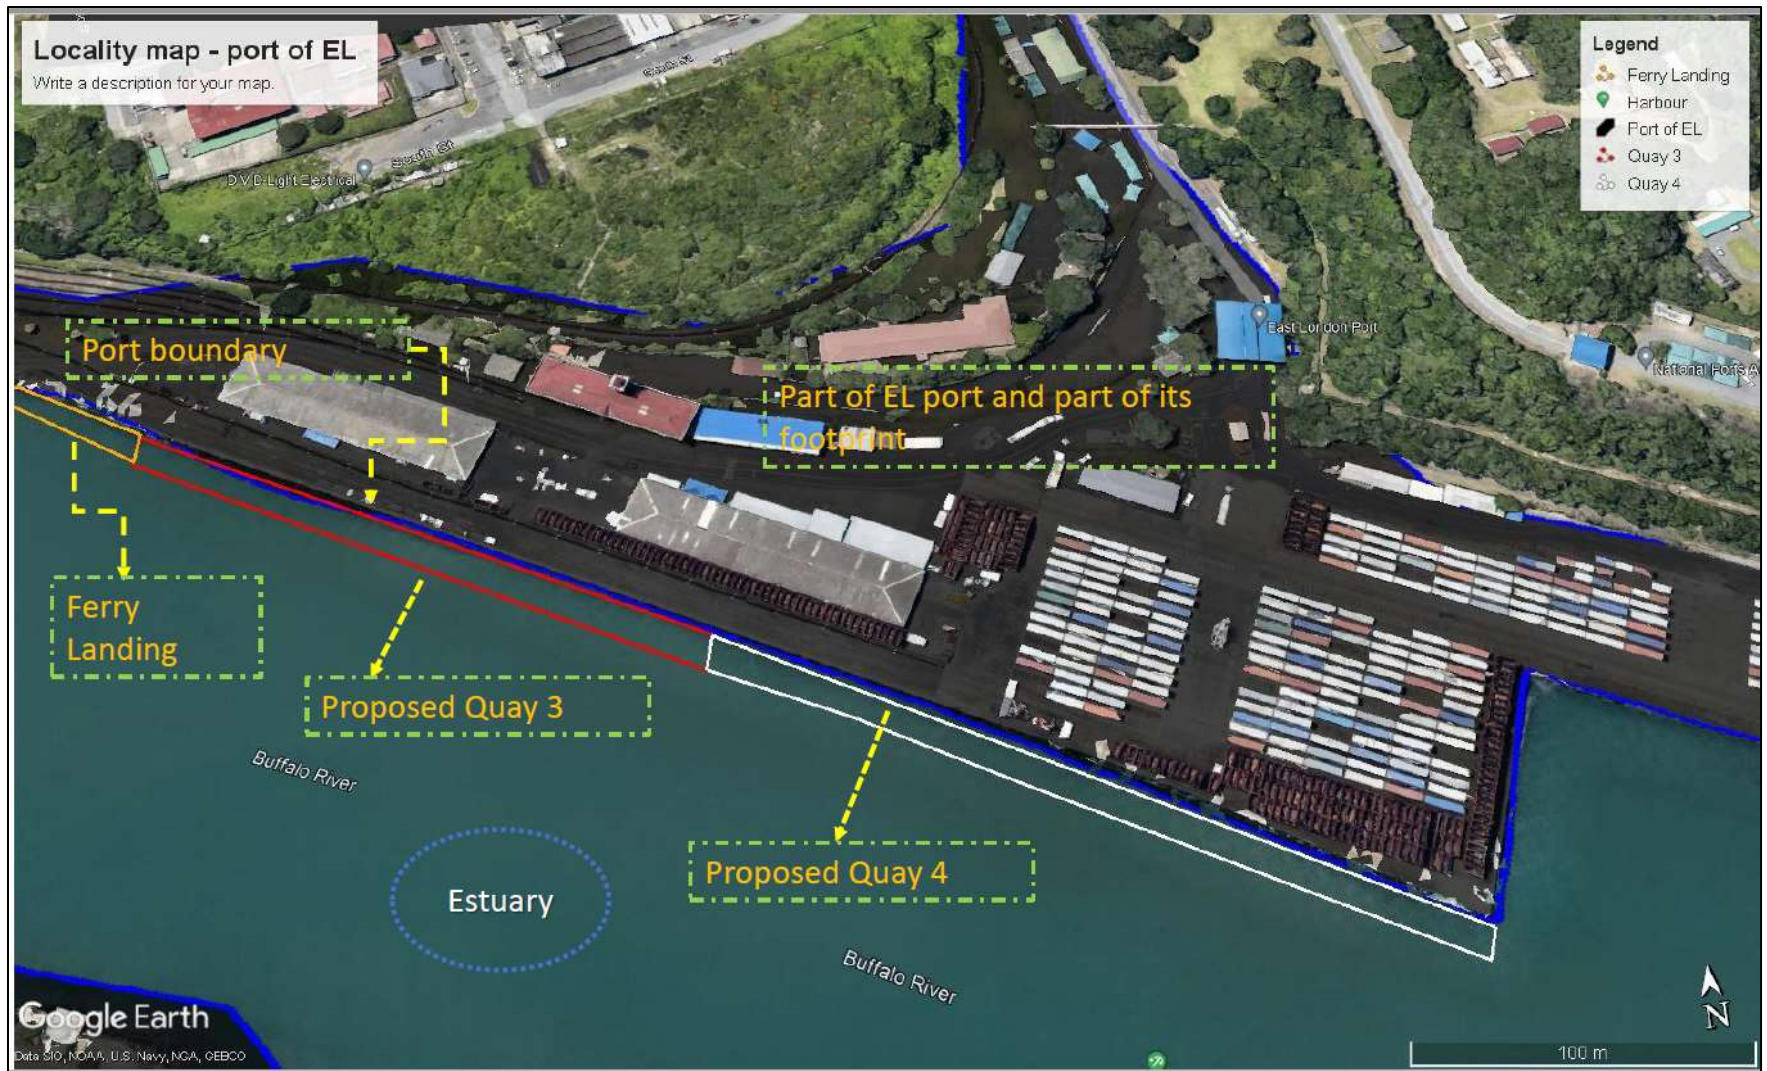 Locality map - port of EL
Write a description for your map.
Legend
Ferry Landing
Harbour
Port of EL
Quay 3
Quay 4
South St
South St
D.V.D-Light Electrical
East London Port
National Ports A
Port boundary
Part of EL port and part of its
footprint
Ferry
Landing
Proposed Quay 3
Buffalo River
Proposed Quay 4
Estuary
Buffalo River
Google Earth
Data SIO, NOAA, U.S. Navy, NGA, GEBCO
N
100 m